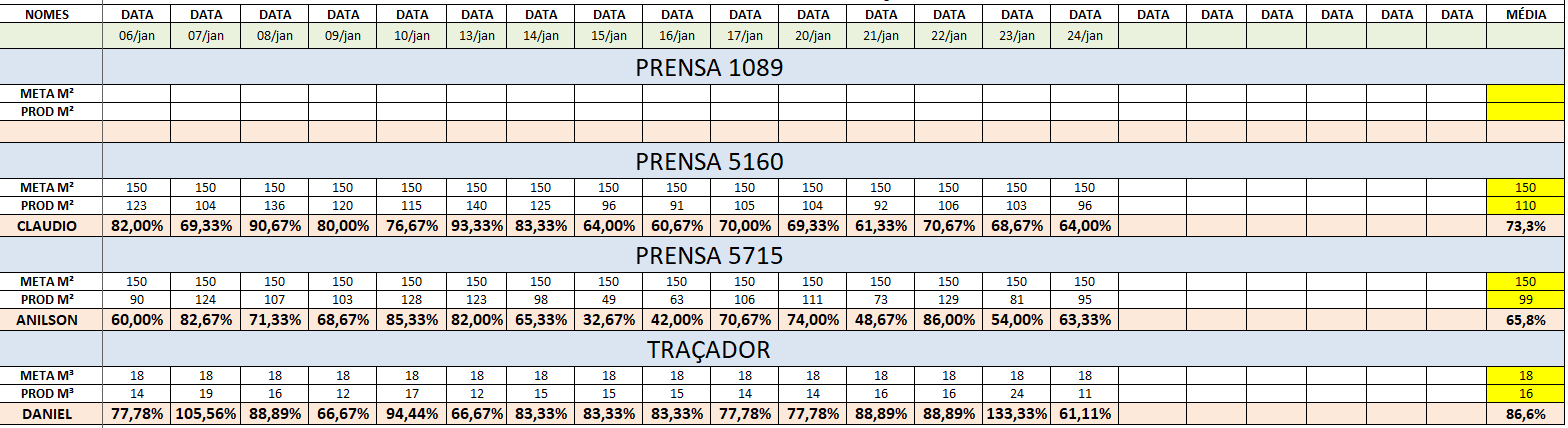 NOMES DATA DATA DATA DATA DATA DATA DATA DATA DATA DATA DATA DATA DATA DATA DATA DATA DATA DATA DATA DATA DATA MÉDIA
06/jan 07/jan 08/jan 09/jan 10/jan 13/jan 14/jan 15/jan 16/jan 17/jan 20/jan 21/jan 22/jan 23/jan 24/jan
PRENSA 1089
META M²
PROD M²
PRENSA 5160
META M² 150 150 150 150 150 150 150 150 150 150 150 150 150 150 150 150
PROD M² 123 104 136 120 115 140 125 96 91 105 104 92 106 103 96 110
CLAUDIO 82,00% 69,33% 90,67% 80,00% 76,67% 93,33% 83,33% 64,00% 60,67% 70,00% 69,33% 61,33% 70,67% 68,67% 64,00% 73,3%
PRENSA 5715
META M² 150 150 150 150 150 150 150 150 150 150 150 150 150 150 150 150
PROD M² 90 124 107 103 128 123 98 49 63 106 111 73 129 81 95 99
ANILSON 60,00% 82,67% 71,33% 68,67% 85,33% 82,00% 65,33% 32,67% 42,00% 70,67% 74,00% 48,67% 86,00% 54,00% 63,33% 65,8%
TRAÇADOR
META M³ 18 18 18 18 18 18 18 18 18 18 18 18 18 18 18 18
PROD M³ 14 19 16 12 17 12 15 15 15 14 14 16 16 24 11 16
DANIEL 77,78% 105,56% 88,89% 66,67% 94,44% 66,67% 83,33% 83,33% 83,33% 77,78% 77,78% 88,89% 88,89% 133,33% 61,11% 86,6%